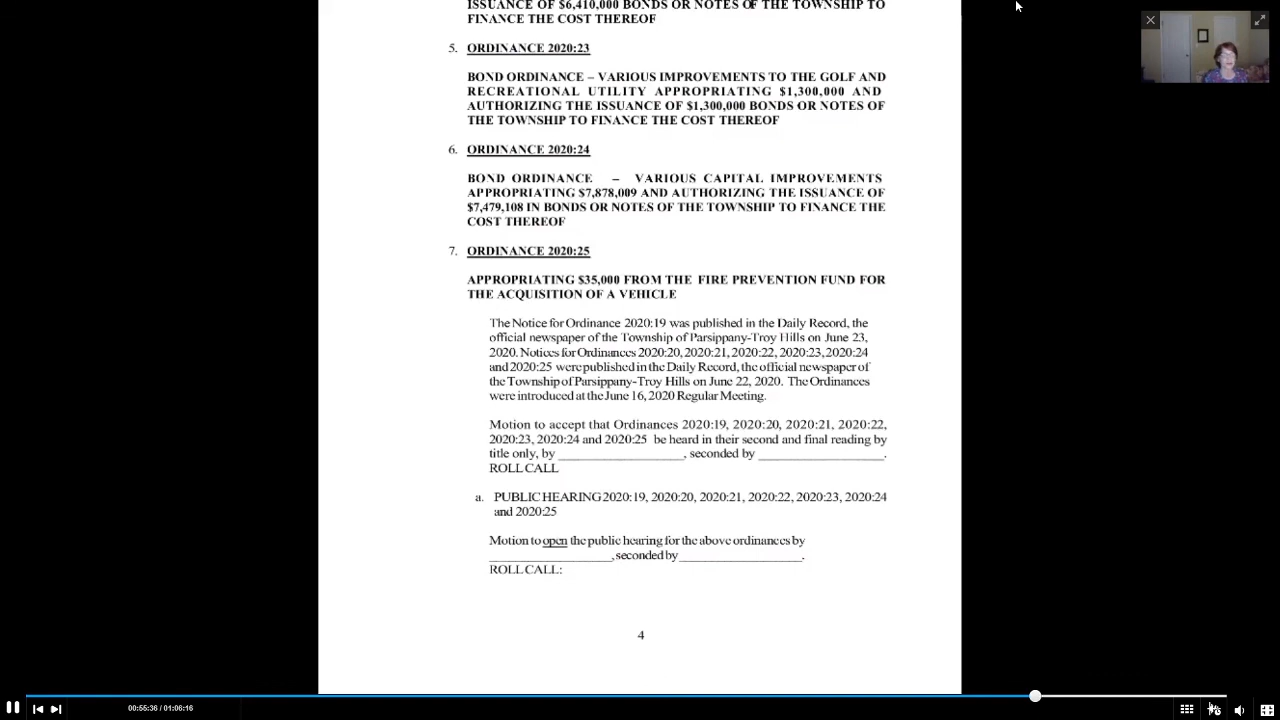 ISSUANCE OF $6,410,000 BONDS OR NOTES OF THE TOWNSHIP TO
FINANCE THE COST THEREOF
5. ORDINANCE 2020:23
BOND ORDINANCE – VARIOUS IMPROVEMENTS TO THE GOLF AND
RECREATIONAL UTILITY APPROPRIATING $1,300,000 AND
AUTHORIZING THE ISSUANCE OF $1,300,000 BONDS OR NOTES OF
THE TOWNSHIP TO FINANCE THE COST THEREOF
6. ORDINANCE 2020:24
BOND ORDINANCE – VARIOUS CAPITAL IMPROVEMENTS
APPROPRIATING $7,878,009 AND AUTHORIZING THE ISSUANCE OF
$7,479,108 IN BONDS OR NOTES OF THE TOWNSHIP TO FINANCE THE
COST THEREOF
7. ORDINANCE 2020:25
APPROPRIATING $35,000 FROM THE FIRE PREVENTION FUND FOR
THE ACQUISITION OF A VEHICLE
The Notice for Ordinance 2020:19 was published in the Daily Record, the
official newspaper of the Township of Parsippany-Troy Hills on June 23,
2020. Notices for Ordinances 2020:20, 2020:21, 2020:22, 2020:23, 2020:24
and 2020:25 were published in the Daily Record, the official newspaper of
the Township of Parsippany-Troy Hills on June 22, 2020. The Ordinances
were introduced at the June 16, 2020 Regular Meeting.
Motion to accept that Ordinances 2020:19, 2020:20, 2020:21, 2020:22,
2020:23, 2020:24 and 2020:25 be heard in their second and final reading by
title only, by ____________________, seconded by ____________________.
ROLL CALL
a. PUBLIC HEARING 2020:19, 2020:20, 2020:21, 2020:22, 2020:23, 2020:24
and 2020:25
Motion to open the public hearing for the above ordinances by
____________________, seconded by ____________________.
ROLL CALL:
4
00:55:36 / 01:06:16